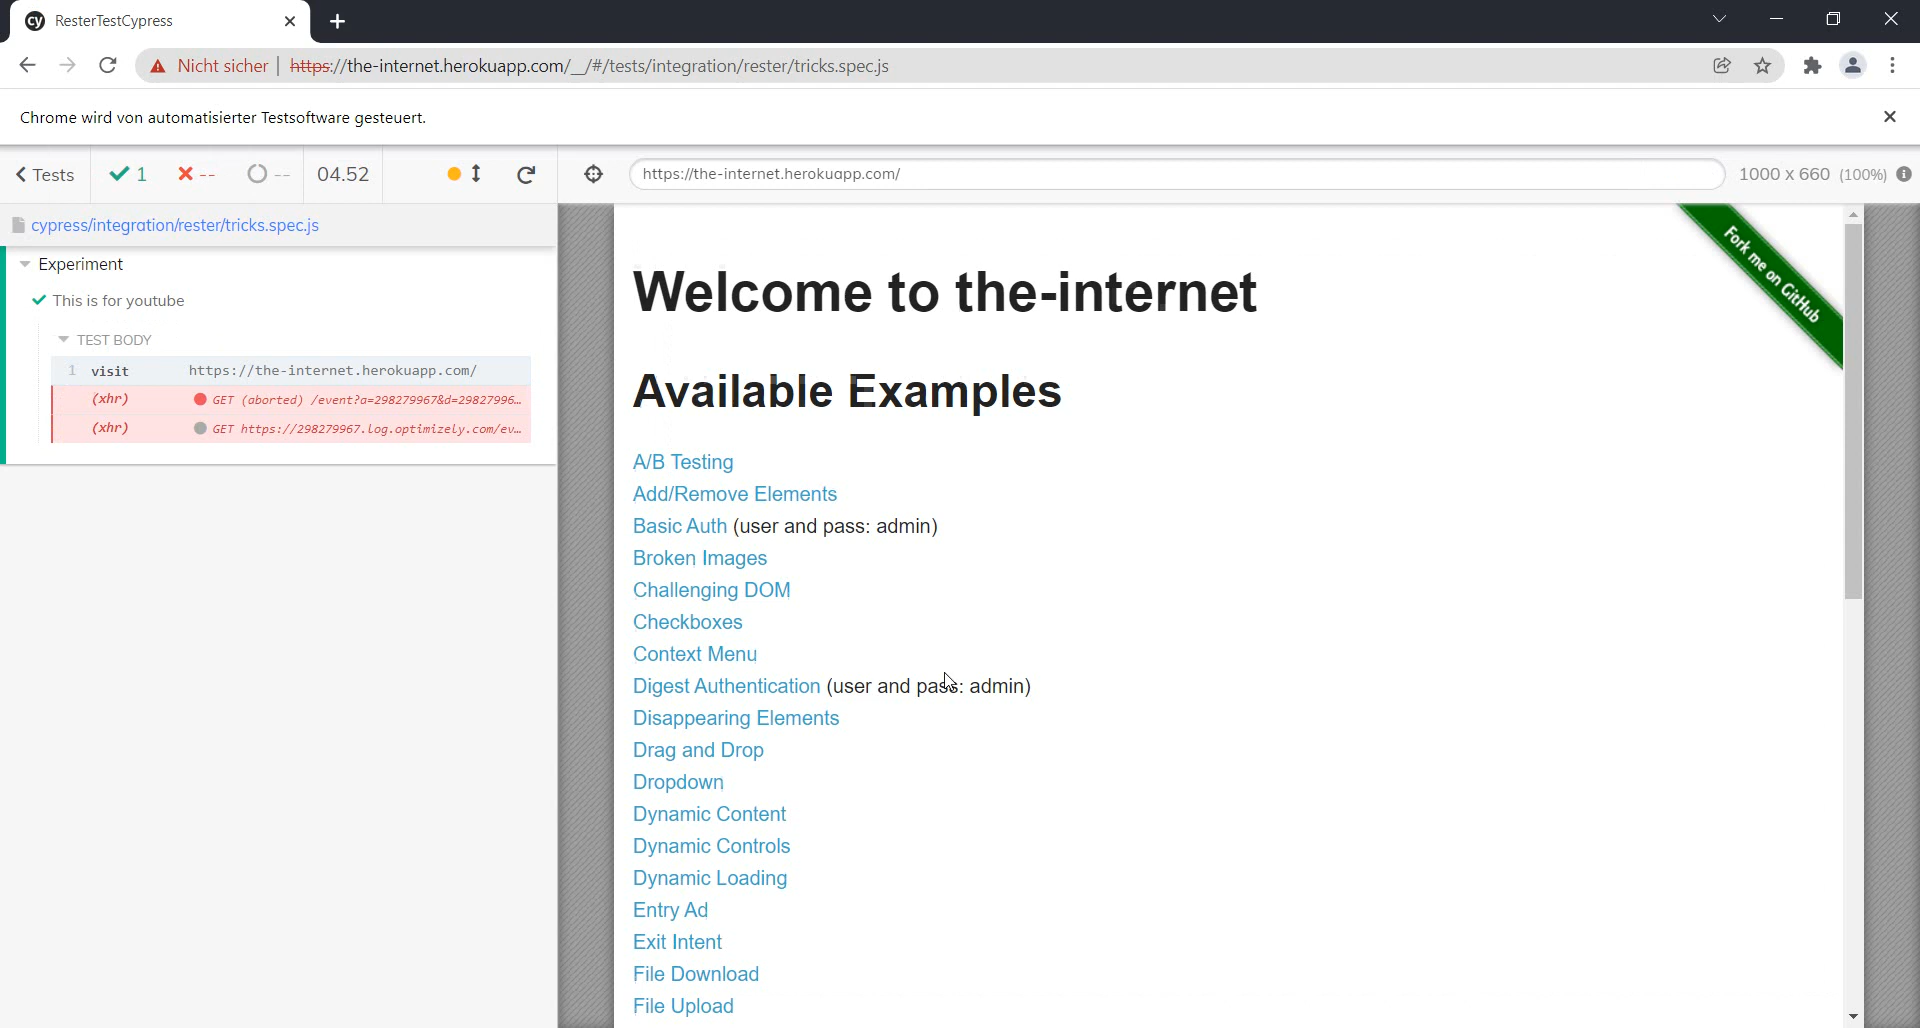 ResterTestCypress
Nicht sicher | https://the-internet.herokuapp.com/__/#/tests/integration/rester/tricks.spec.js
Chrome wird von automatisierter Testsoftware gesteuert.
Tests 1 -- -- 04.52 https://the-internet.herokuapp.com/ 1000 x 660 (100%)
cypress/integration/rester/tricks.spec.js
Experiment
This is for youtube
TEST BODY
1 visit https://the-internet.herokuapp.com/
(xhr) GET (aborted) /event?a=298279967&d=29827996...
(xhr) GET https://298279967.log.optimizely.com/ev...
Fork me on GitHub
Welcome to the-internet
Available Examples
A/B Testing
Add/Remove Elements
Basic Auth (user and pass: admin)
Broken Images
Challenging DOM
Checkboxes
Context Menu
Digest Authentication (user and pass: admin)
Disappearing Elements
Drag and Drop
Dropdown
Dynamic Content
Dynamic Controls
Dynamic Loading
Entry Ad
Exit Intent
File Download
File Upload